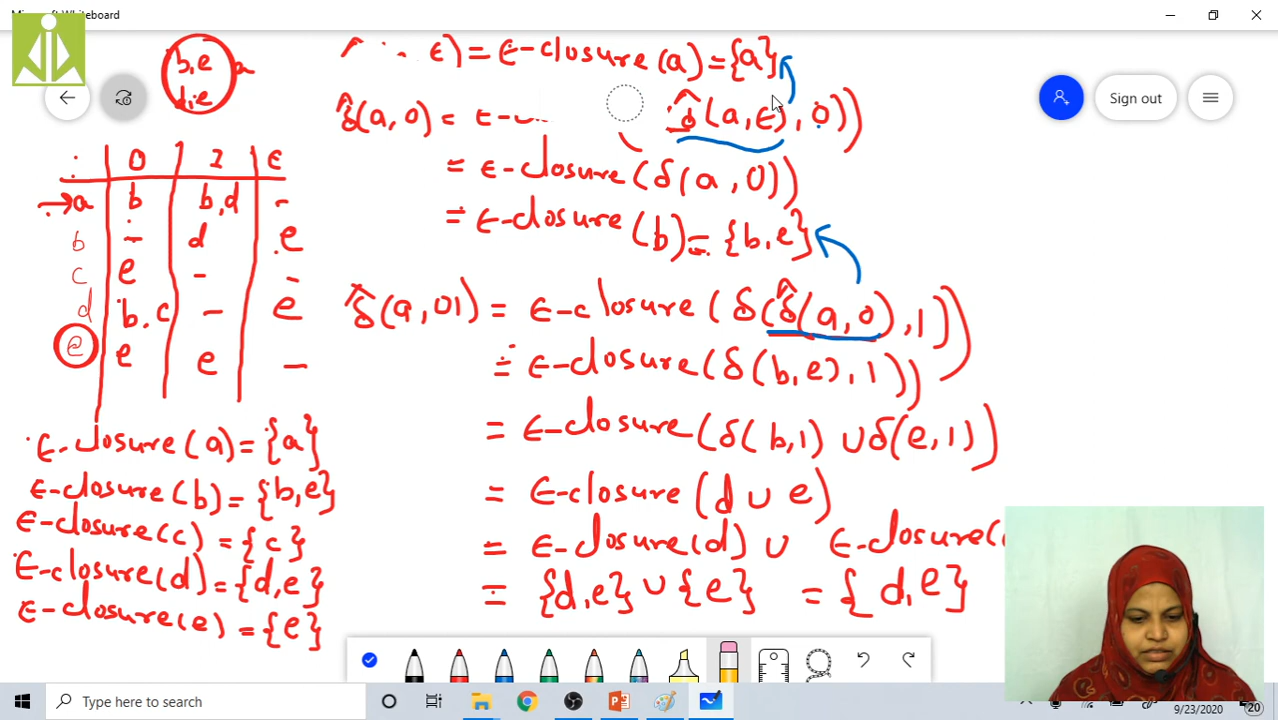 Whiteboard
Sign out
b,e a
d,e
0 1 ε
→a b b,d -
b - d e
c e - -
d b,c - e
e e e -
ε-closure(a)={a}
ε-closure(b)={b,e}
ε-closure(c)={c}
ε-closure(d)={d,e}
ε-closure(e)={e}
ε)=ε-closure(a)={a}
δ̂(a,0) = ε- δ̂(a,ε),0))
= ε-closure(δ(a,0))
= ε-closure(b)={b,e}
δ̂(a,01) = ε-closure(δ(δ̂(a,0),1))
= ε-closure(δ(b,e),1))
= ε-closure(δ(b,1) ∪δ(e,1))
= ε-closure(d∪e)
= ε-closure(d) ∪ ε-closure(
= {d,e}∪{e} = {d,e}
Type here to search
9/23/2020
20